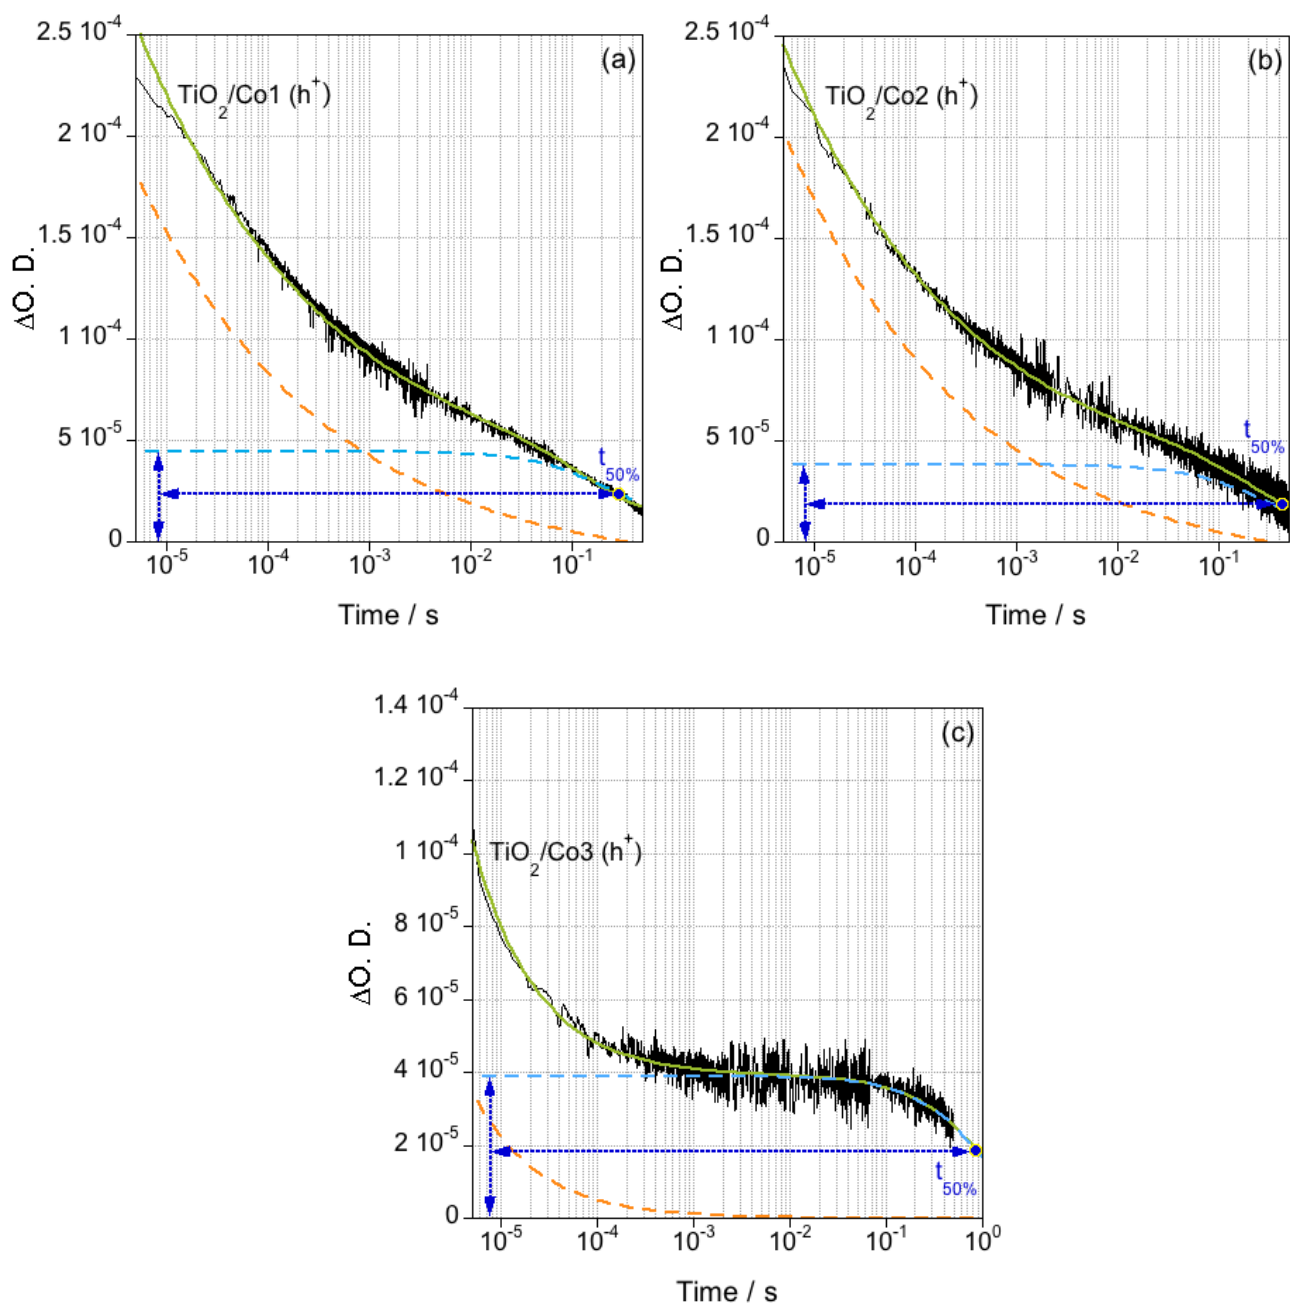 (a)
TiO2/Co1 (h+)
ΔO. D.
2.5 10-4
2 10-4
1.5 10-4
1 10-4
5 10-5
0
t50%
10-5 10-4 10-3 10-2 10-1
Time / s
(b)
TiO2/Co2 (h+)
ΔO. D.
2.5 10-4
2 10-4
1.5 10-4
1 10-4
5 10-5
0
t50%
10-5 10-4 10-3 10-2 10-1
Time / s
(c)
TiO2/Co3 (h+)
ΔO. D.
1.4 10-4
1.2 10-4
1 10-4
8 10-5
6 10-5
4 10-5
2 10-5
0
t50%
10-5 10-4 10-3 10-2 10-1 100
Time / s